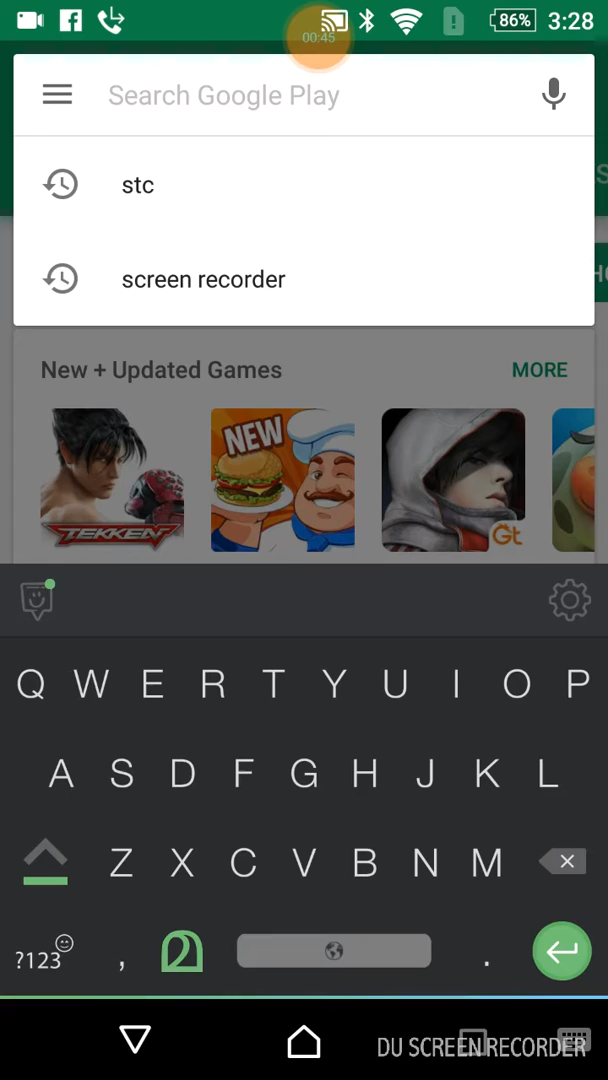 86% 3:28
00:45
Search Google Play
stc
screen recorder
New + Updated Games MORE
TEKKEN
NEW
Gt
Q W E R T Y U I O P
A S D F G H J K L
Z X C V B N M
?123 , മ .
DU SCREEN RECORDER